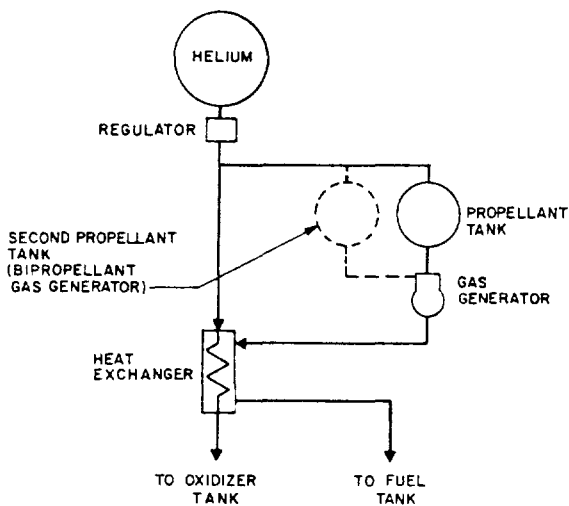 HELIUM
REGULATOR
SECOND PROPELLANT
TANK
(BIPROPELLANT
GAS GENERATOR)
PROPELLANT
TANK
GAS
GENERATOR
HEAT
EXCHANGER
TO OXIDIZER
TANK
TO FUEL
TANK